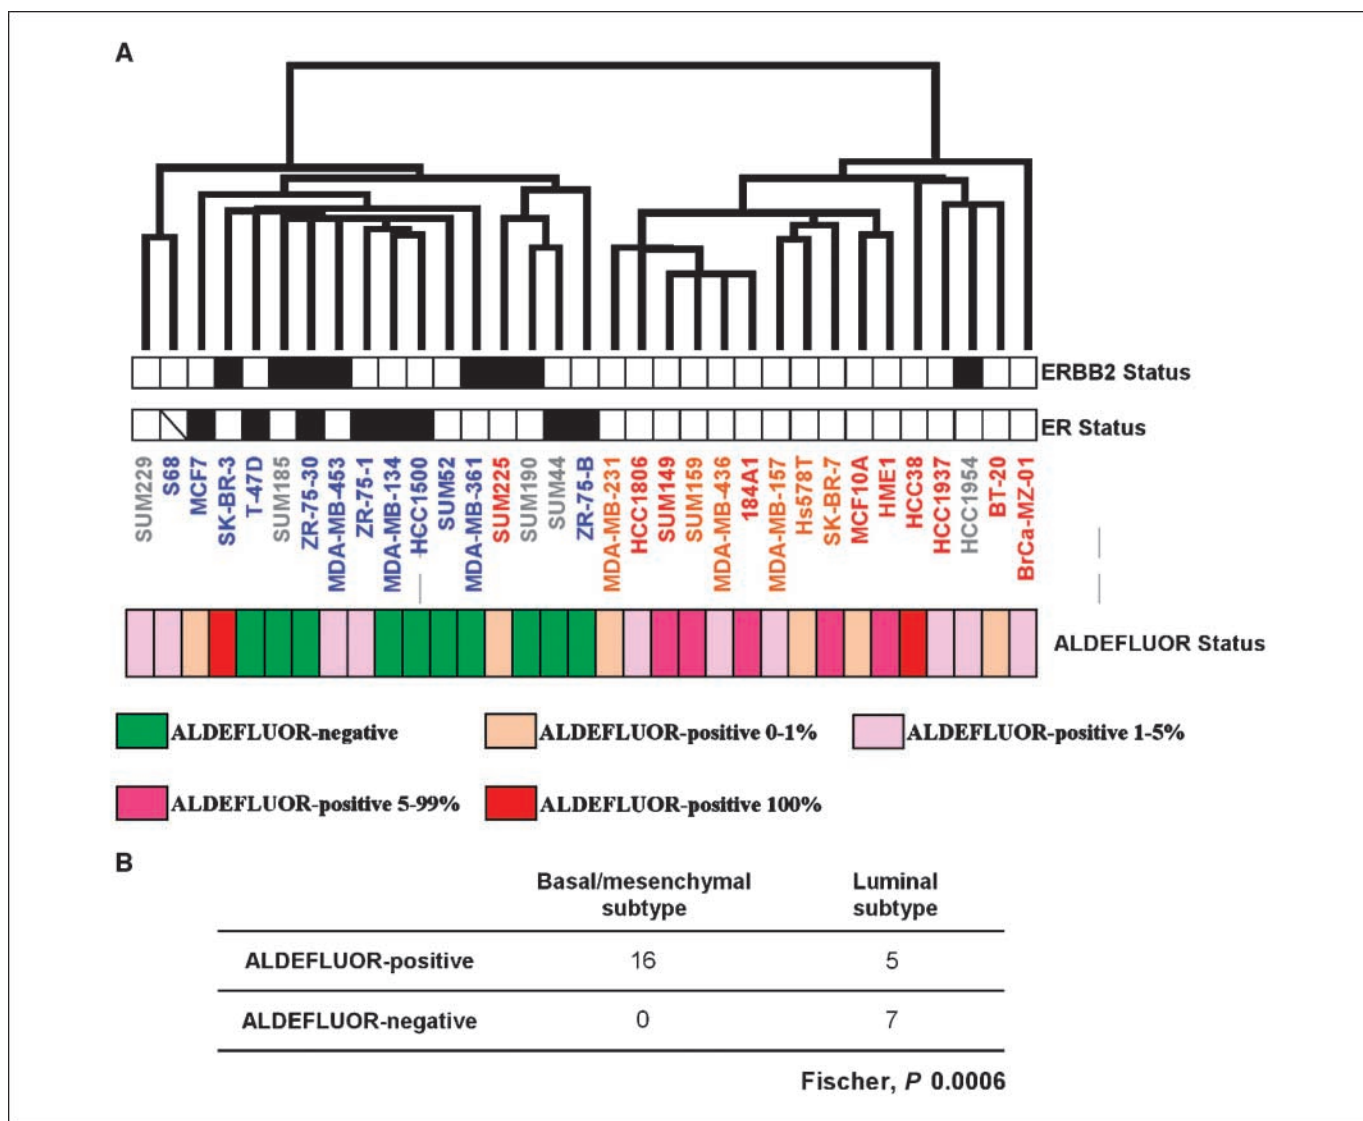 A
ERBB2 Status
ER Status
SUM229
S68
MCF7
SK-BR-3
T-47D
SUM185
ZR-75-30
MDA-MB-453
ZR-75-1
MDA-MB-134
HCC1500
SUM52
MDA-MB-361
SUM225
SUM190
SUM44
ZR-75-B
MDA-MB-231
HCC1806
SUM149
SUM159
MDA-MB-436
184A1
MDA-MB-157
Hs578T
SK-BR-7
MCF10A
HME1
HCC38
HCC1937
HCC1954
BT-20
BrCa-MZ-01
ALDEFLUOR Status
ALDEFLUOR-negative
ALDEFLUOR-positive 0-1%
ALDEFLUOR-positive 1-5%
ALDEFLUOR-positive 5-99%
ALDEFLUOR-positive 100%
B
Basal/mesenchymal subtype
Luminal subtype
ALDEFLUOR-positive 16 5
ALDEFLUOR-negative 0 7
Fischer, P 0.0006